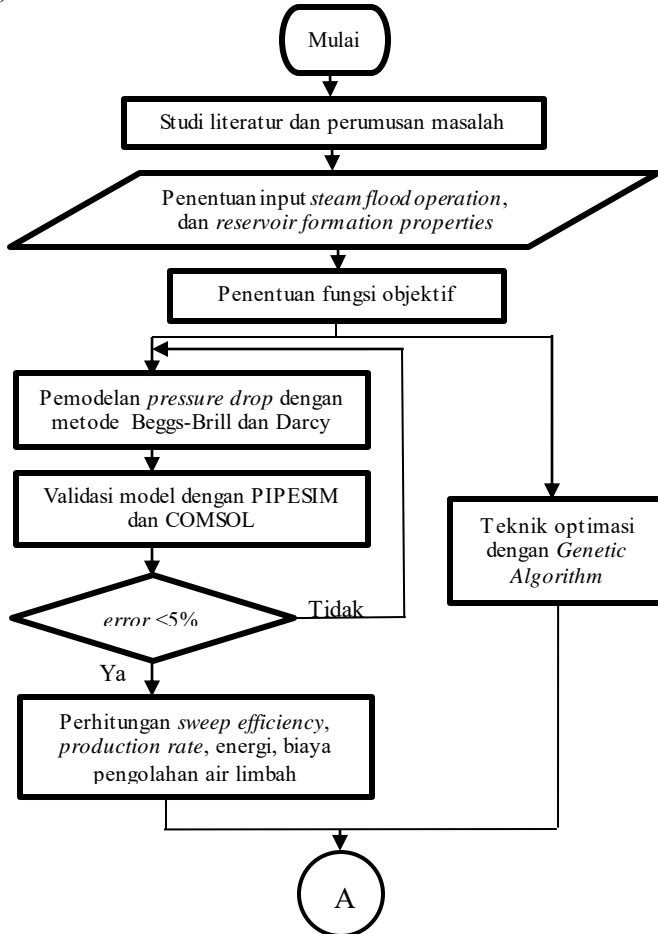 Mulai
Studi literatur dan perumusan masalah
Penentuan input steam flood operation,
dan reservoir formation properties
Penentuan fungsi objektif
Pemodelan pressure drop dengan
metode Beggs-Brill dan Darcy
Validasi model dengan PIPESIM
dan COMSOL
error <5%
Tidak
Ya
Perhitungan sweep efficiency,
production rate, energi, biaya
pengolahan air limbah
Teknik optimasi
dengan Genetic
Algorithm
A